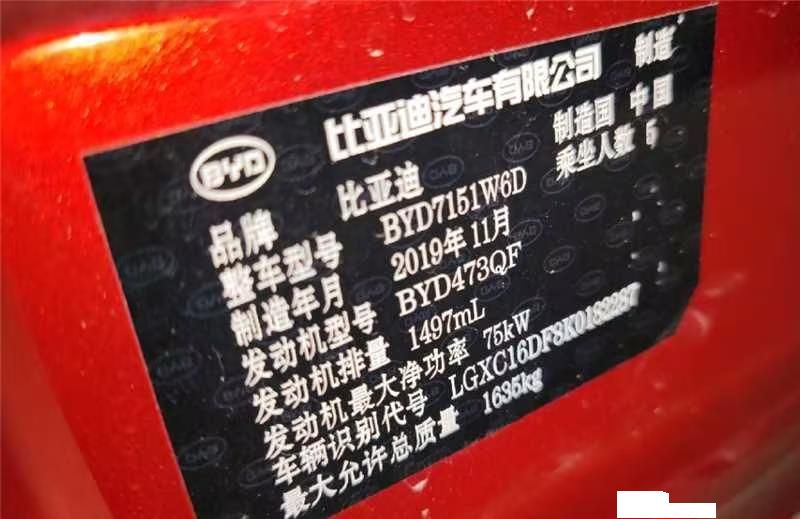 BYD 比亚迪汽车有限公司 制造
品牌 比亚迪 制造国 中国
整车型号 BYD7151W6D 乘坐人数 5
制造年月 2019年11月
发动机型号 BYD473QF
发动机排量 1497mL
发动机最大净功率 75kW
车辆识别代号 LGXC16DF8K0182287
最大允许总质量 1635kg